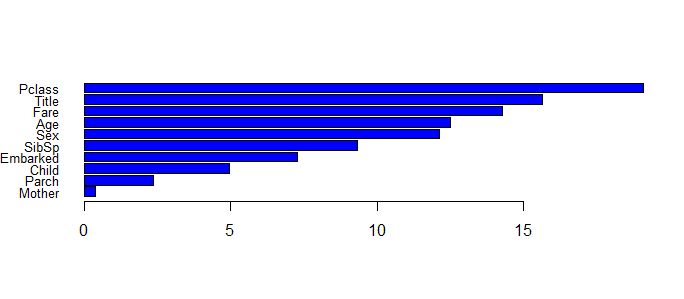 Pclass
Title
Fare
Age
Sex
SibSp
Embarked
Child
Parch
Mother
0 5 10 15